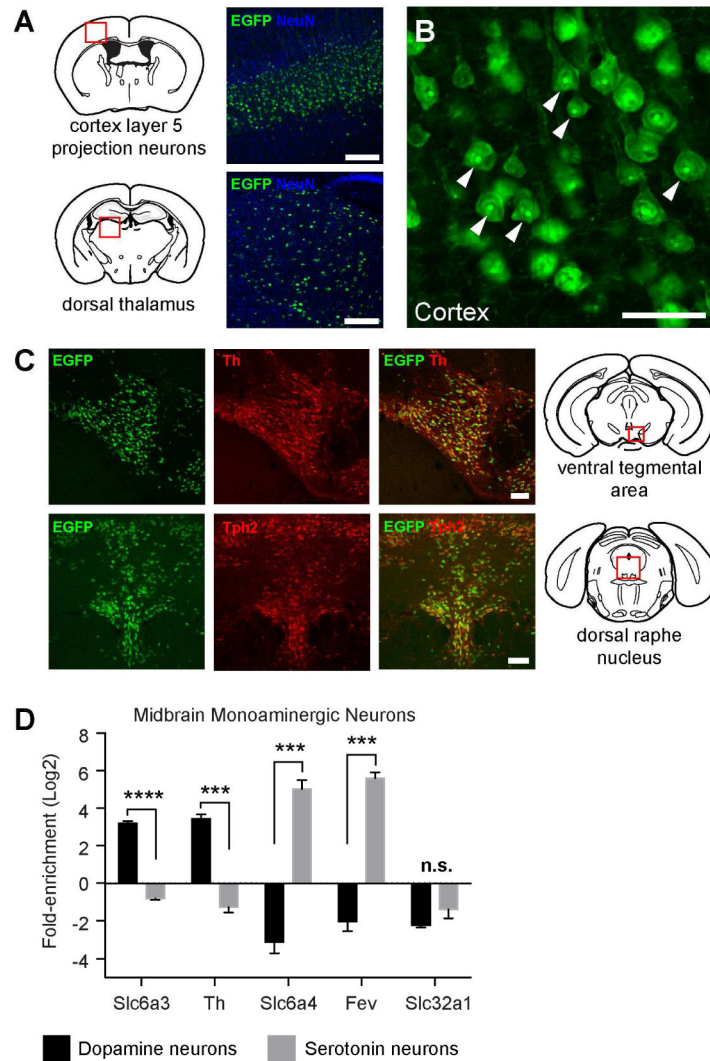 A
cortex layer 5
projection neurons
EGFP NeuN
dorsal thalamus
EGFP NeuN
B
Cortex
C
EGFP
Th
EGFP Th
ventral tegmental
area
EGFP
Tph2
EGFP Tph2
dorsal raphe
nucleus
D
Midbrain Monoaminergic Neurons
Fold-enrichment (Log2)
8
6
4
2
0
-2
-4
****
***
***
***
n.s.
Slc6a3 Th Slc6a4 Fev Slc32a1
Dopamine neurons Serotonin neurons